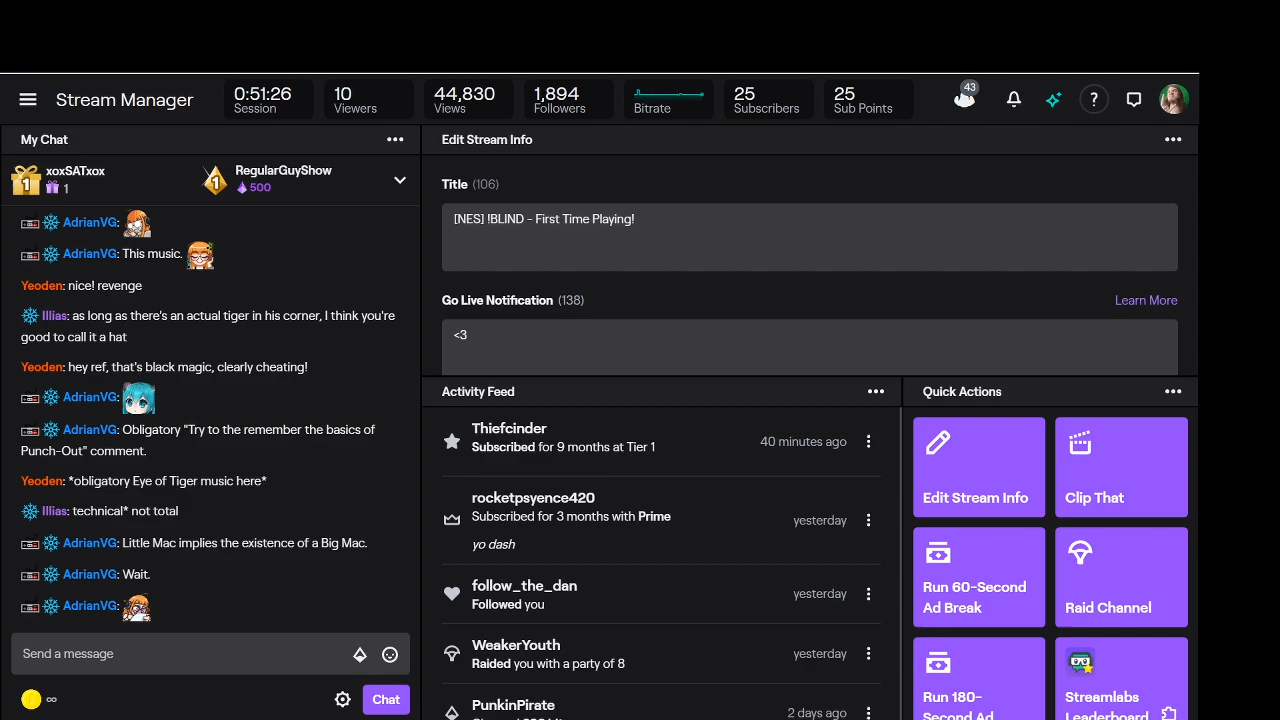 Stream Manager
0:51:26
Session
10
Viewers
44,830
Views
1,894
Followers
Bitrate
25
Subscribers
25
Sub Points
43
My Chat
xoxSATxox
1
1
RegularGuyShow
1
500
AdrianVG:
AdrianVG: This music.
Yeoden: nice! revenge
Illias: as long as there's an actual tiger in his corner, I think you're
good to call it a hat
Yeoden: hey ref, that's black magic, clearly cheating!
AdrianVG:
AdrianVG: Obligatory "Try to the remember the basics of
Punch-Out" comment.
Yeoden: *obligatory Eye of Tiger music here*
Illias: technical* not total
AdrianVG: Little Mac implies the existence of a Big Mac.
AdrianVG: Wait.
AdrianVG:
Send a message
∞
Chat
Edit Stream Info
Title (106)
[NES] !BLIND - First Time Playing!
Go Live Notification (138)
Learn More
<3
Activity Feed
Thiefcinder
Subscribed for 9 months at Tier 1
40 minutes ago
rocketpsyence420
Subscribed for 3 months with Prime
yo dash
yesterday
follow_the_dan
Followed you
yesterday
WeakerYouth
Raided you with a party of 8
yesterday
PunkinPirate
2 days ago
Quick Actions
Edit Stream Info
Clip That
Run 60-Second
Ad Break
Raid Channel
Run 180-
Second Ad
Streamlabs
Leaderboard